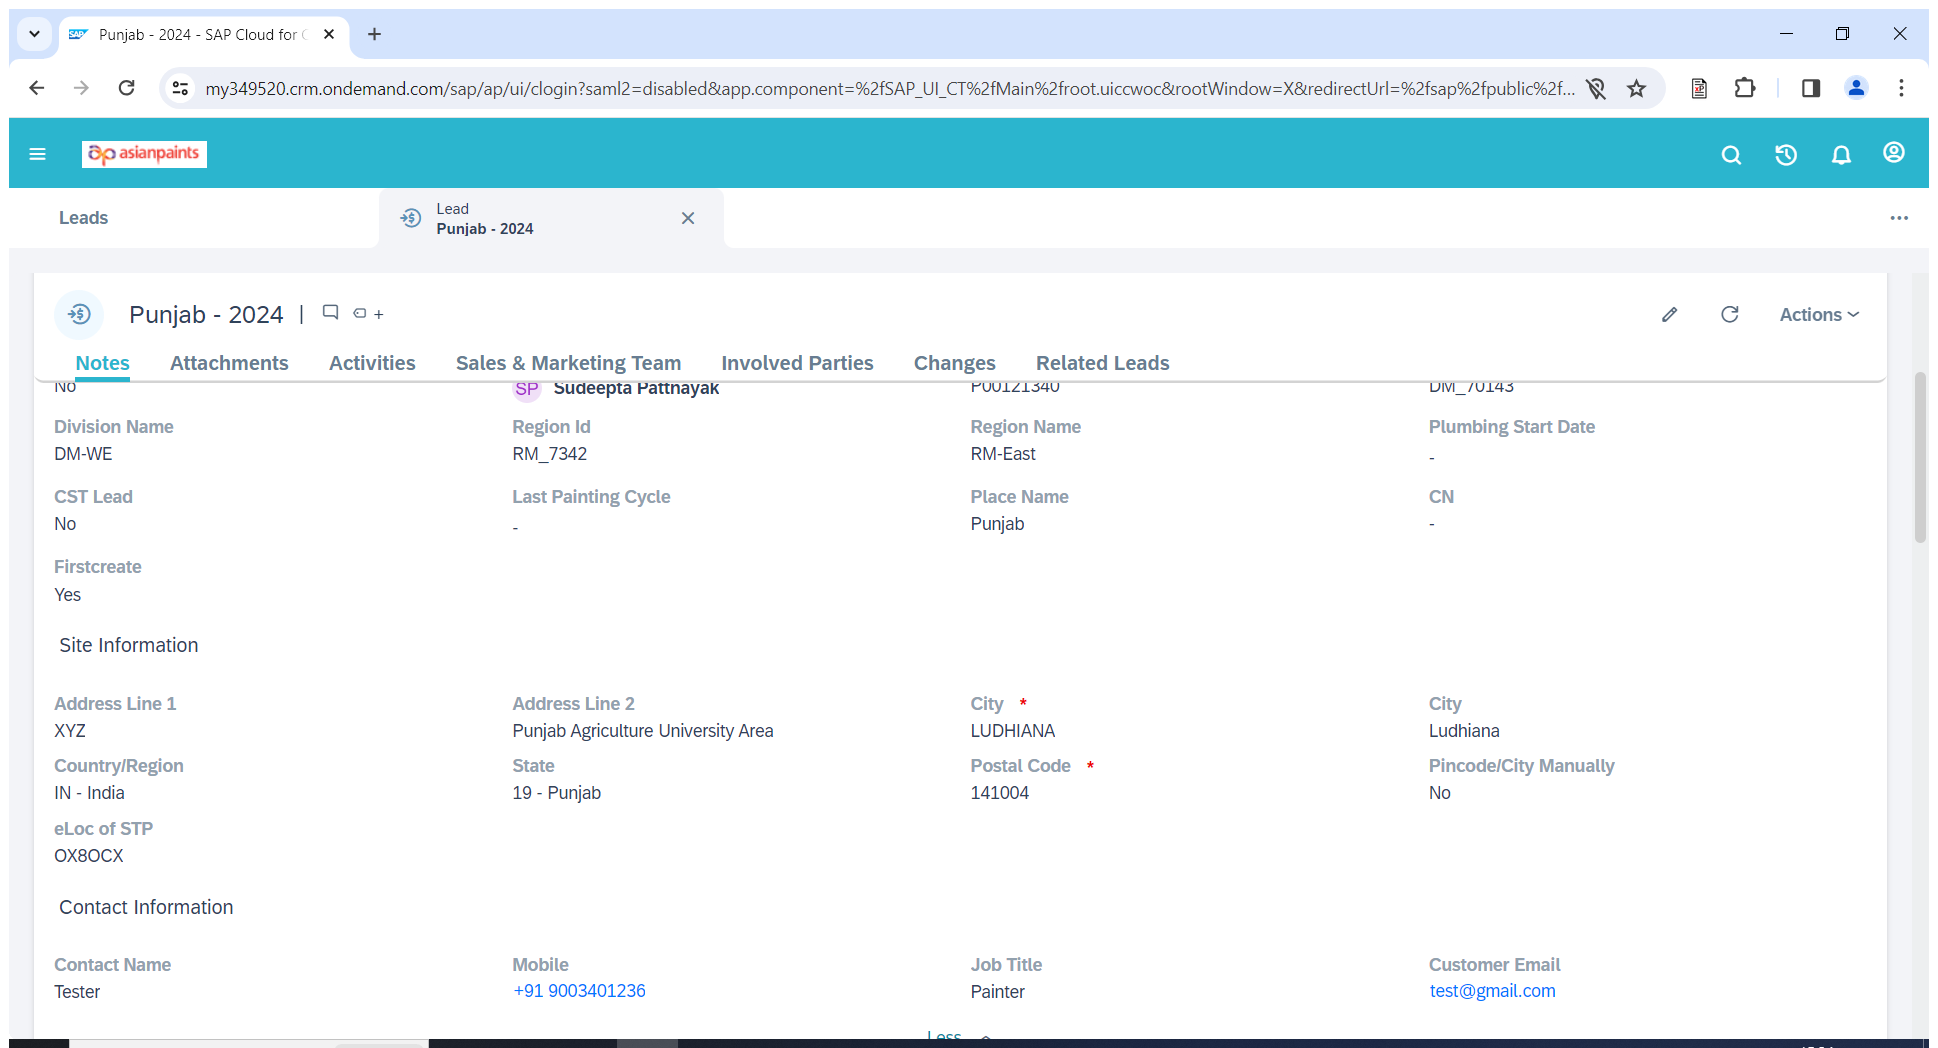 Punjab - 2024 - SAP Cloud for C
my349520.crm.ondemand.com/sap/ap/ui/clogin?saml2=disabled&app.component=%2fSAP_UI_CT%2fMain%2froot.uiccwoc&rootWindow=X&redirectUrl=%2fsap%2fpublic%2f...
asianpaints
Leads
Lead
Punjab - 2024
Punjab - 2024 |
Actions
Notes Attachments Activities Sales & Marketing Team Involved Parties Changes Related Leads
No SP Sudeepta Pattnayak P00121340 DM_70143
Division Name Region Id Region Name Plumbing Start Date
DM-WE RM_7342 RM-East -
CST Lead Last Painting Cycle Place Name CN
No - Punjab -
Firstcreate
Yes
Site Information
Address Line 1 Address Line 2 City * City
XYZ Punjab Agriculture University Area LUDHIANA Ludhiana
Country/Region State Postal Code * Pincode/City Manually
IN - India 19 - Punjab 141004 No
eLoc of STP
OX8OCX
Contact Information
Contact Name Mobile Job Title Customer Email
Tester +91 9003401236 Painter test@gmail.com
Less